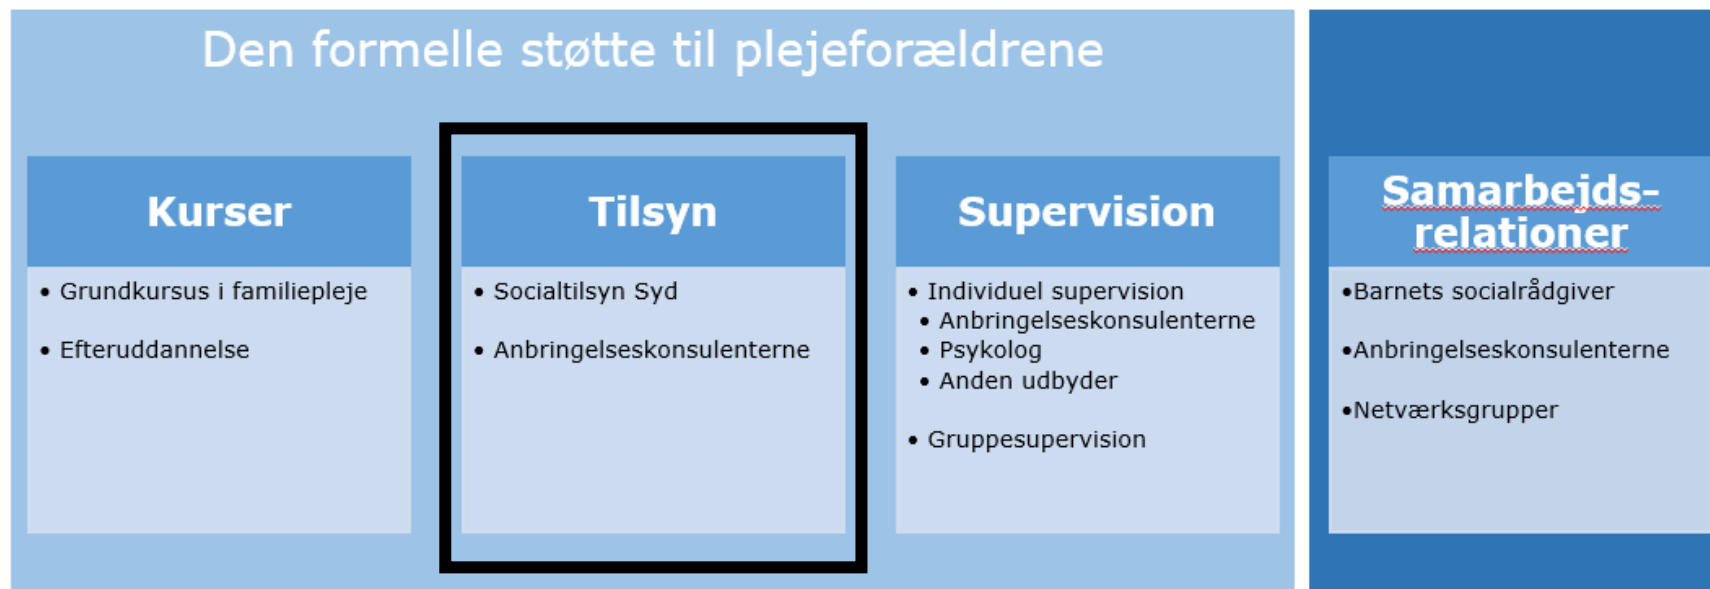 Den formelle støtte til plejeforældrene
Kurser
• Grundkursus i familiepleje
• Efteruddannelse
Tilsyn
• Socialtilsyn Syd
• Anbringelseskonsulenterne
Supervision
• Individuel supervision
• Anbringelseskonsulenterne
• Psykolog
• Anden udbyder
• Gruppesupervision
Samarbejds-
relationer
•Barnets socialrådgiver
•Anbringelseskonsulenterne
•Netværksgrupper